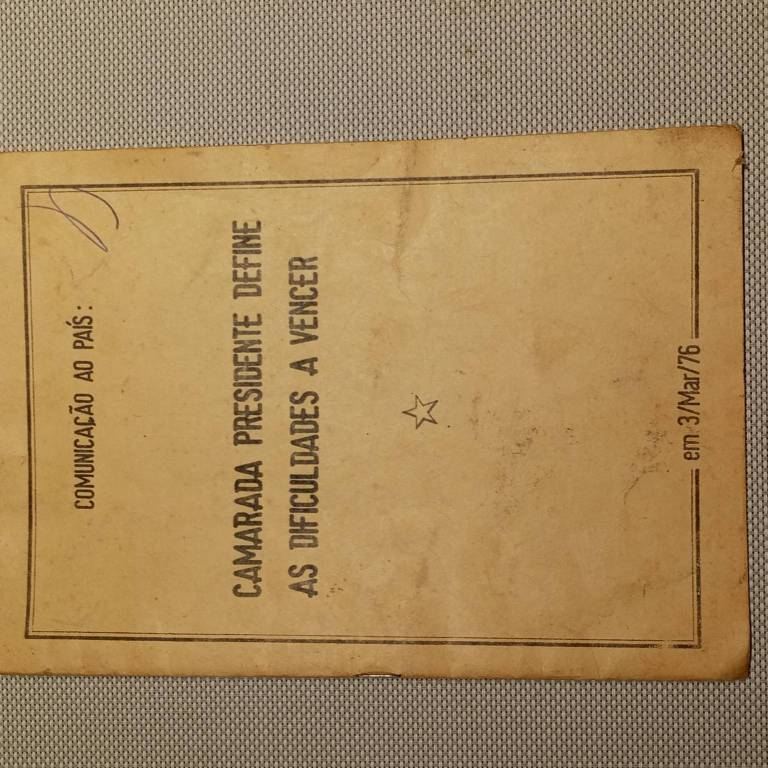 COMUNICAÇÃO AO PAÍS:
CAMARADA PRESIDENTE DEFINE
AS DIFICULDADES A VENCER
em 3/Mar/76